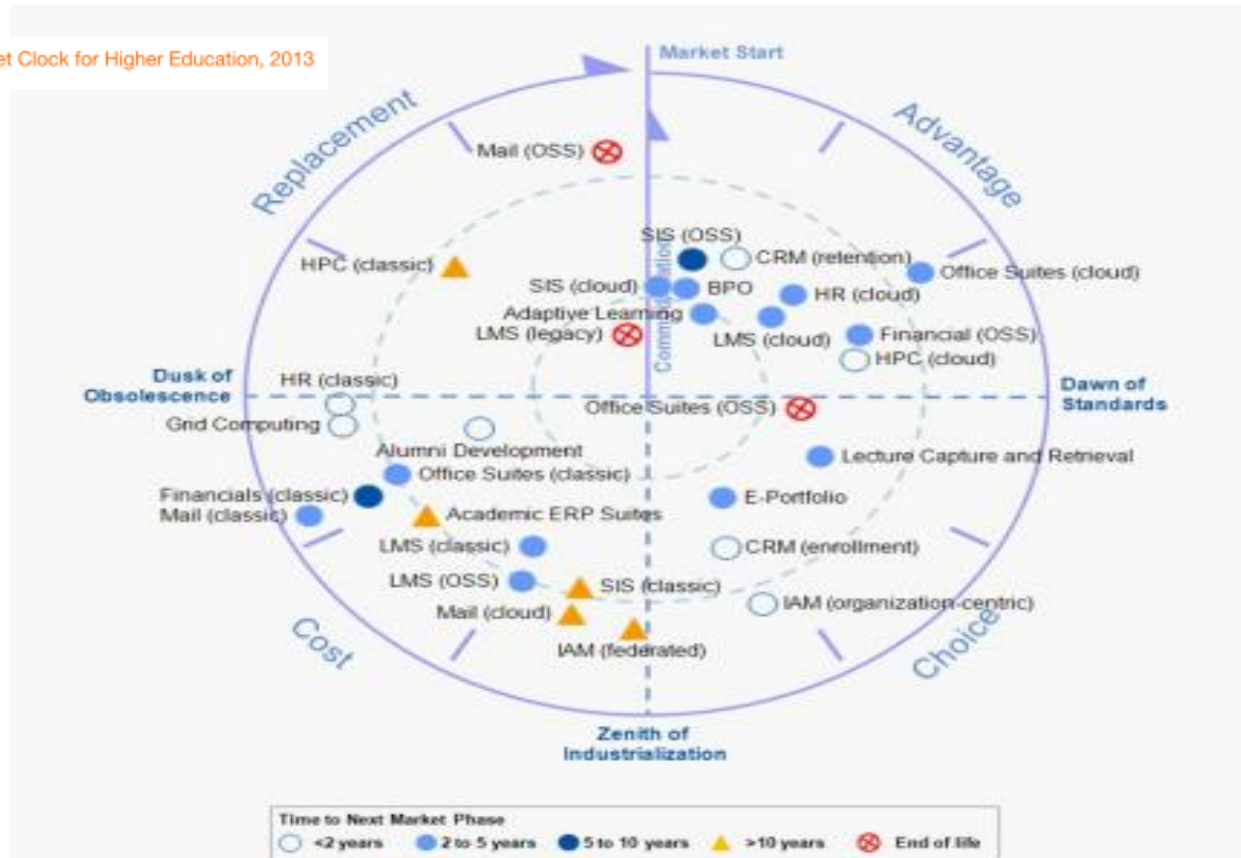 et Clock for Higher Education, 2013
Market Start
Replacement
Advantage
Mail (OSS)
SIS (OSS)
CRM (retention)
HPC (classic)
Office Suites (cloud)
SIS (cloud)
BPO
HR (cloud)
Adaptive Learning
LMS (legacy)
LMS (cloud)
Financial (OSS)
HPC (cloud)
Dusk of
Obsolescence
HR (classic)
Dawn of
Standards
Office Suites (OSS)
Grid Computing
Alumni Development
Lecture Capture and Retrieval
Office Suites (classic)
Financials (classic)
E-Portfolio
Mail (classic)
Academic ERP Suites
LMS (classic)
CRM (enrollment)
LMS (OSS)
SIS (classic)
Mail (cloud)
IAM (organization-centric)
IAM (federated)
Cost
Choice
Zenith of
Industrialization
Time to Next Market Phase
<2 years
2 to 5 years
5 to 10 years
>10 years
End of life